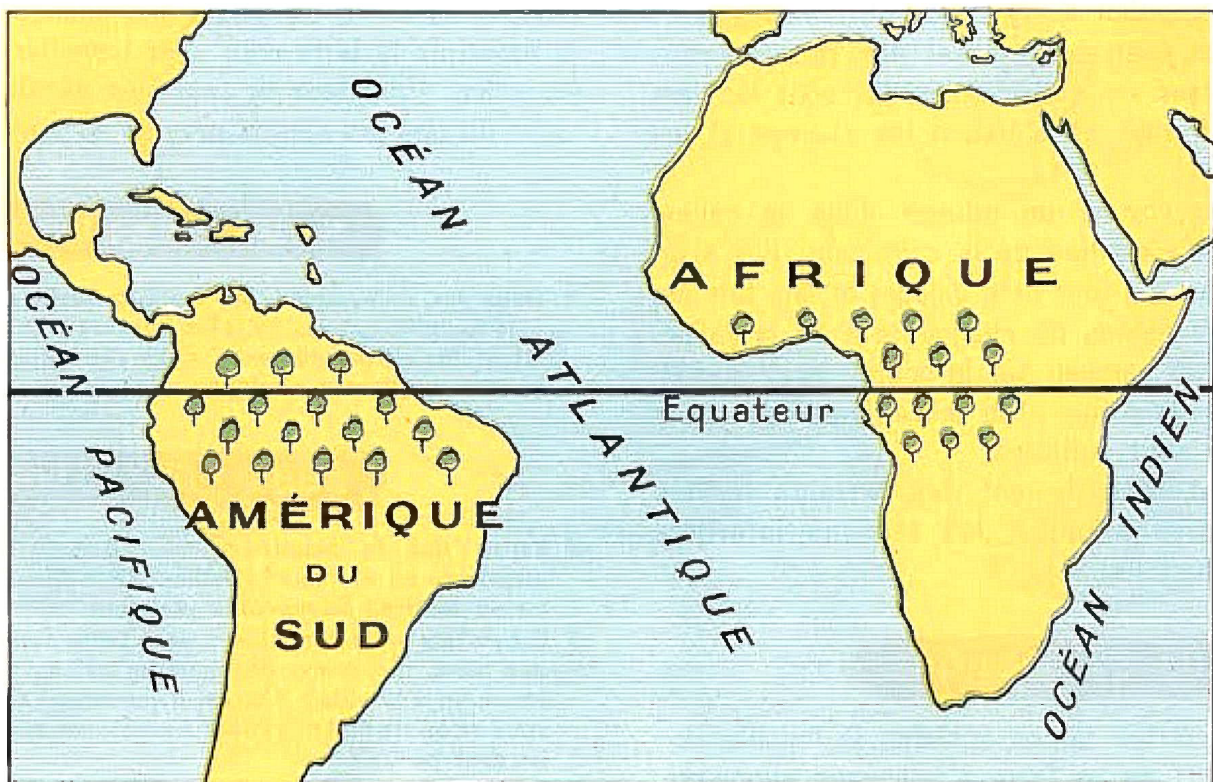 OCÉAN
ATLANTIQUE
AFRIQUE
OCÉAN
PACIFIQUE
Equateur
AMÉRIQUE
DU
SUD
OCÉAN
INDIEN